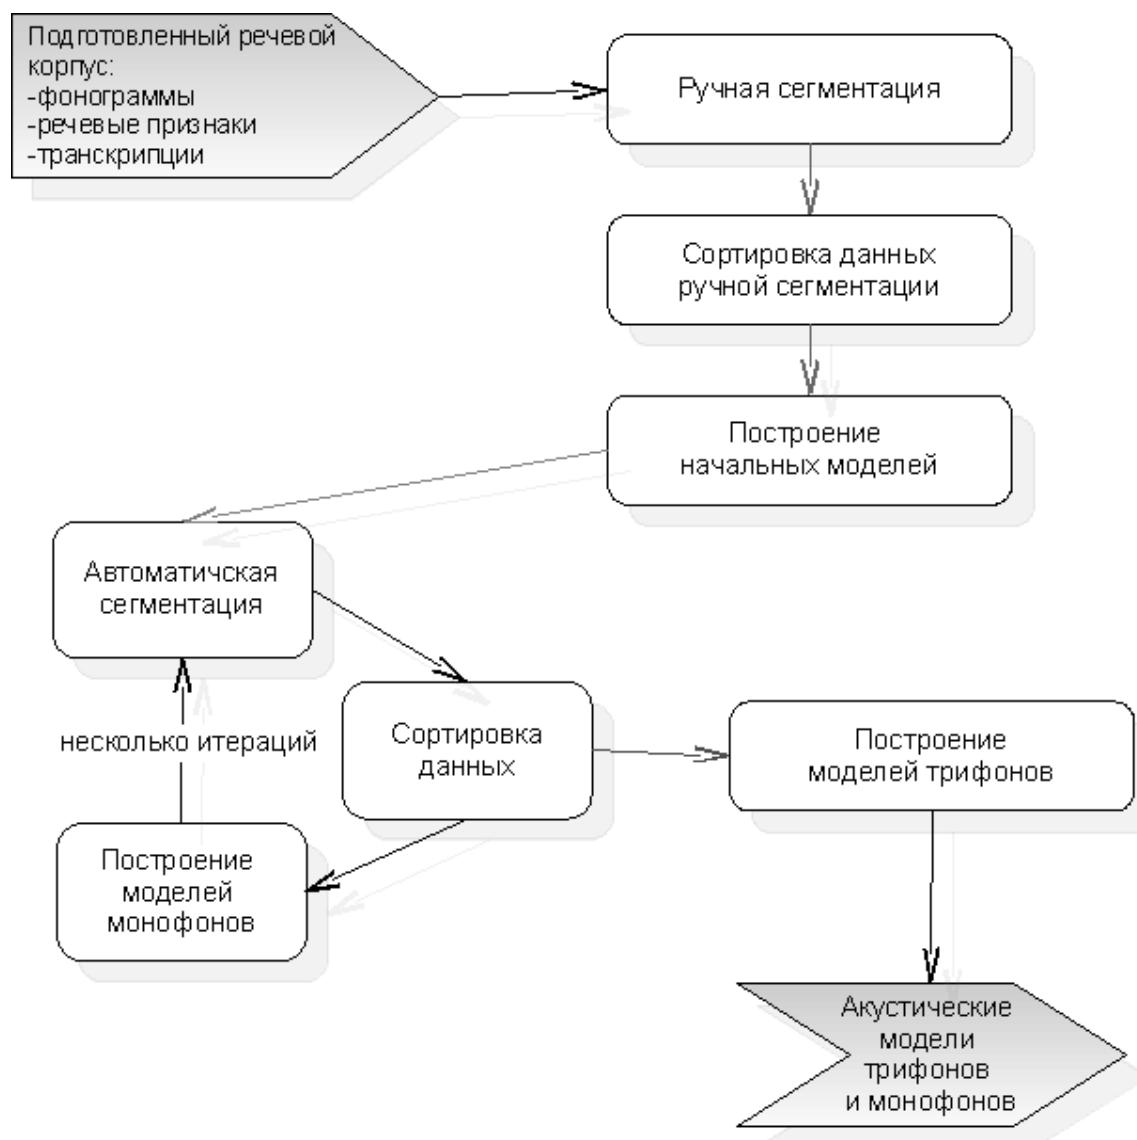 Подготовленный речевой
корпус:
-фонограммы
-речевые признаки
-транскрипции
Ручная сегментация
Сортировка данных
ручной сегментации
Построение
начальных моделей
Автоматичская
сегментация
несколько итераций
Сортировка
данных
Построение
моделей трифонов
Построение
моделей
монофонов
Акустические
модели
трифонов
и монофонов